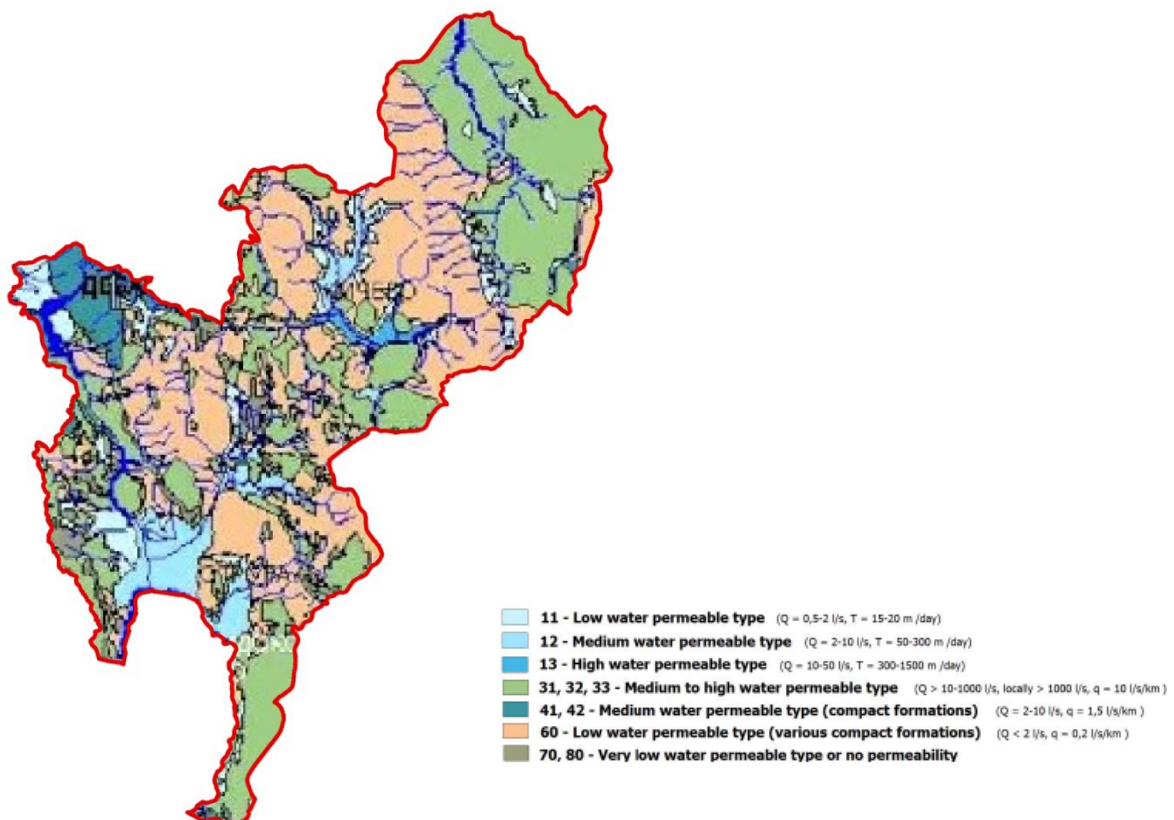 11 - Low water permeable type (Q = 0,5-2 l/s, T = 15-20 m /day)
12 - Medium water permeable type (Q = 2-10 l/s, T = 50-300 m /day)
13 - High water permeable type (Q = 10-50 l/s, T = 300-1500 m /day)
31, 32, 33 - Medium to high water permeable type (Q > 10-1000 l/s, locally > 1000 l/s, q = 10 l/s/km )
41, 42 - Medium water permeable type (compact formations) (Q = 2-10 l/s, q = 1,5 l/s/km )
60 - Low water permeable type (various compact formations) (Q < 2 l/s, q = 0,2 l/s/km )
70, 80 - Very low water permeable type or no permeability